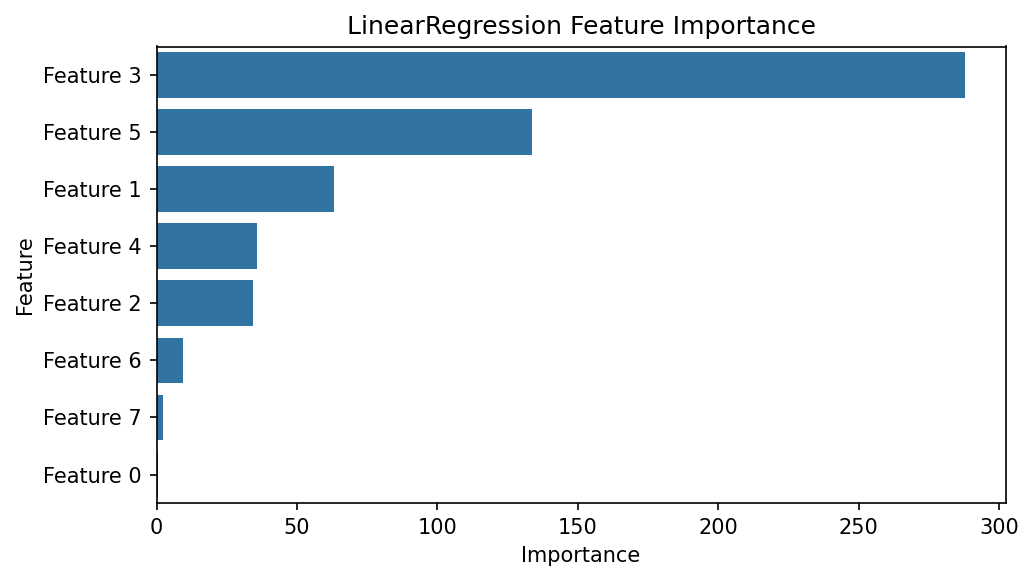 LinearRegression Feature Importance
Feature 3
Feature 5
Feature 1
Feature 4
Feature 2
Feature 6
Feature 7
Feature 0
Feature
0 50 100 150 200 250 300
Importance